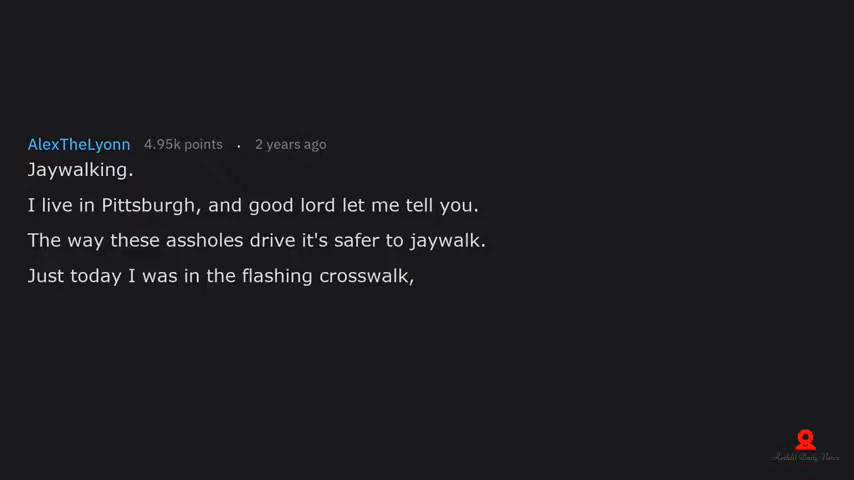 AlexTheLyonn 4.95k points . 2 years ago
Jaywalking.
I live in Pittsburgh, and good lord let me tell you.
The way these assholes drive it's safer to jaywalk.
Just today I was in the flashing crosswalk,